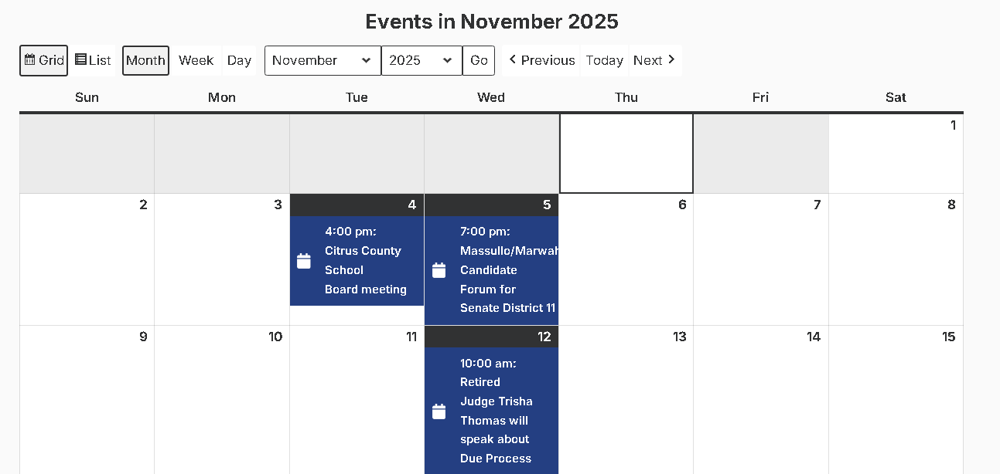 Events in November 2025
Grid List Month Week Day November 2025 Go Previous Today Next
Sun Mon Tue Wed Thu Fri Sat
1
2 3 4 5 6 7 8
4:00 pm:
Citrus County
School
Board meeting
7:00 pm:
Massullo/Marwah
Candidate
Forum for
Senate District 11
9 10 11 12 13 14 15
10:00 am:
Retired
Judge Trisha
Thomas will
speak about
Due Process